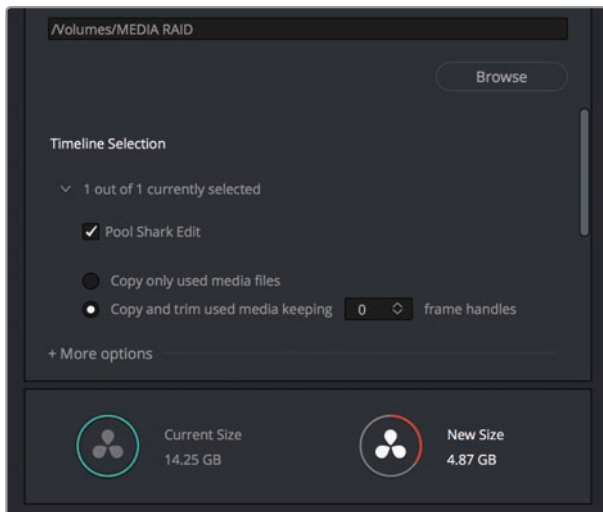 /Volumes/MEDIA RAID
Browse
Timeline Selection
1 out of 1 currently selected
Pool Shark Edit
Copy only used media files
Copy and trim used media keeping 0 frame handles
+ More options
Current Size
14.25 GB
New Size
4.87 GB